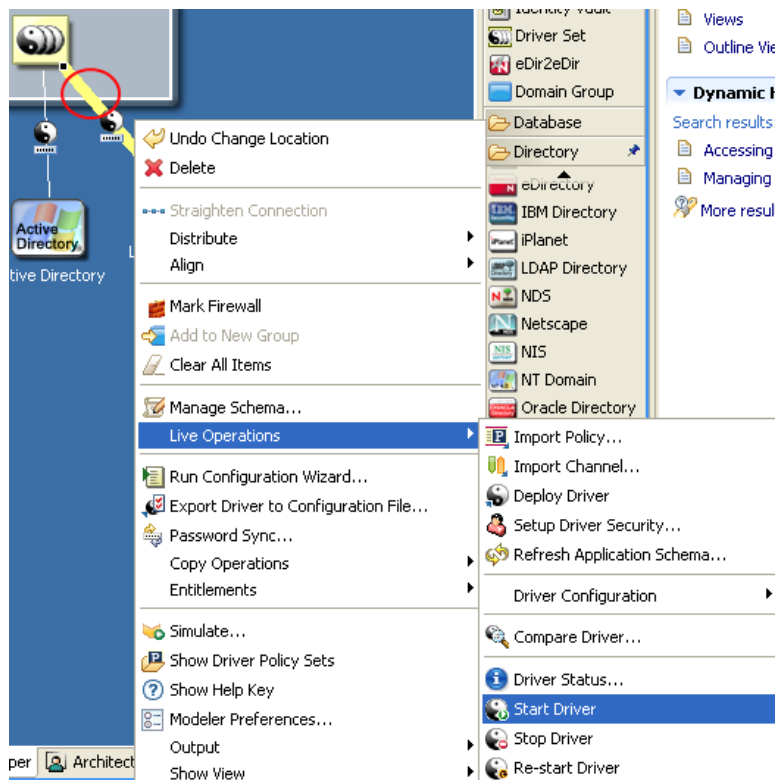 Driver Set
eDir2eDir
Domain Group
Database
Directory
eDirectory
IBM Directory
iPlanet
LDAP Directory
NDS
Netscape
NIS
NT Domain
Oracle Directory
Views
Outline Vie
Dynamic H
Search results
Accessing
Managing
More resul
Active
Directory
tive Directory
L
Undo Change Location
Delete
Straighten Connection
Distribute
Align
Mark Firewall
Add to New Group
Clear All Items
Manage Schema...
Live Operations
Run Configuration Wizard...
Export Driver to Configuration File...
Password Sync...
Copy Operations
Entitlements
Simulate...
Show Driver Policy Sets
Show Help Key
Modeler Preferences...
Output
Show View
Import Policy...
Import Channel...
Deploy Driver
Setup Driver Security...
Refresh Application Schema...
Driver Configuration
Compare Driver...
Driver Status...
Start Driver
Stop Driver
Re-start Driver
per
Architect